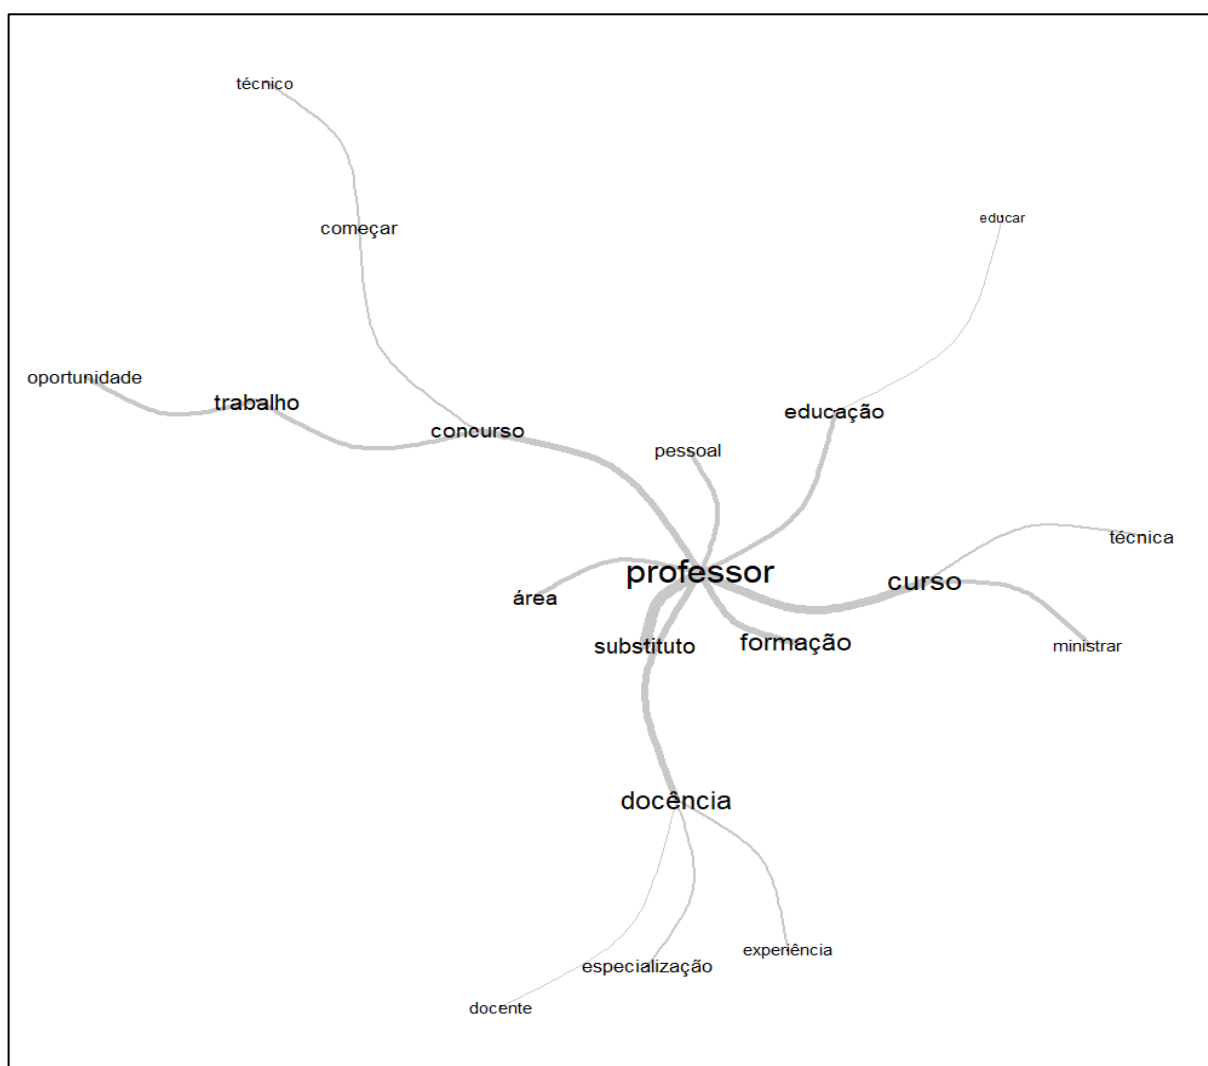 técnico
educar
começar
oportunidade
trabalho
educação
concurso
pessoal
técnica
professor
curso
área
substituto
formação
ministrar
docência
experiência
especialização
docente